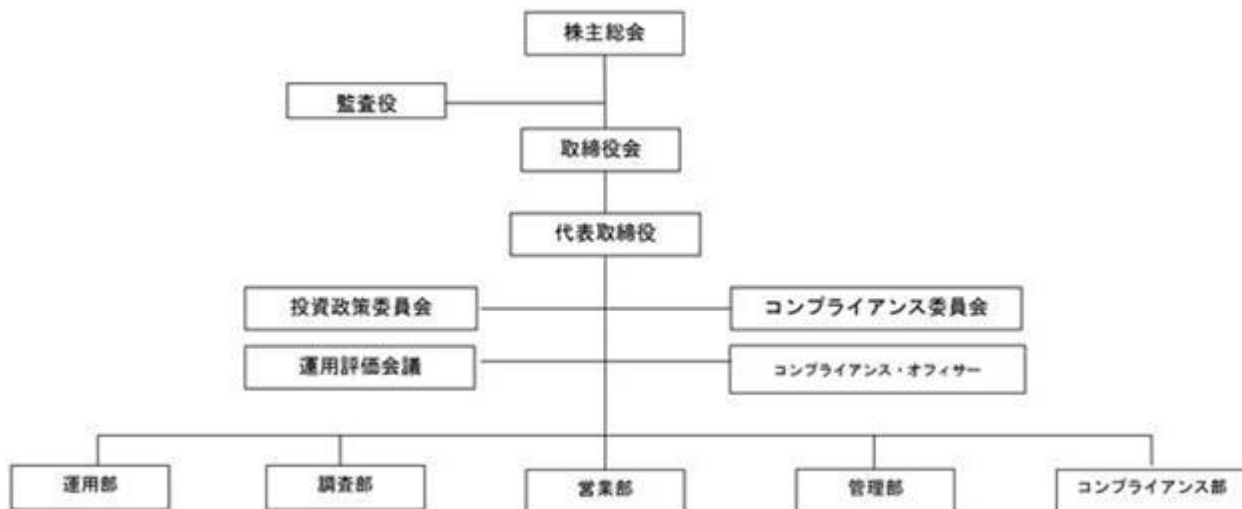 株主総会
監査役
取締役会
代表取締役
投資政策委員会
コンプライアンス委員会
運用評価会議
コンプライアンス・オフィサー
運用部
調査部
営業部
管理部
コンプライアンス部